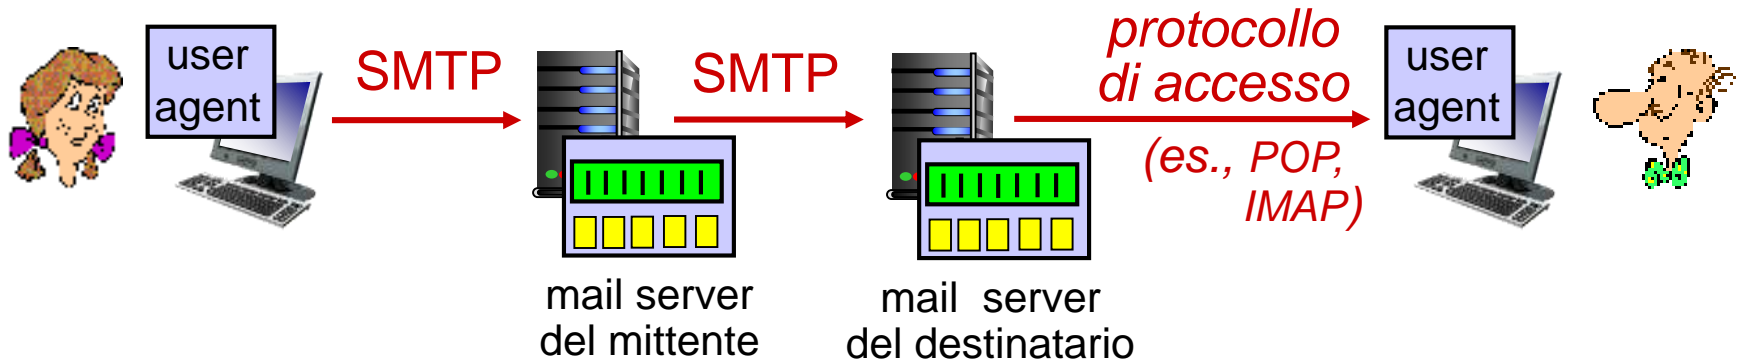 user
agent
SMTP
SMTP
protocollo
di accesso
(es., POP,
IMAP)
user
agent
mail server
del mittente
mail server
del destinatario